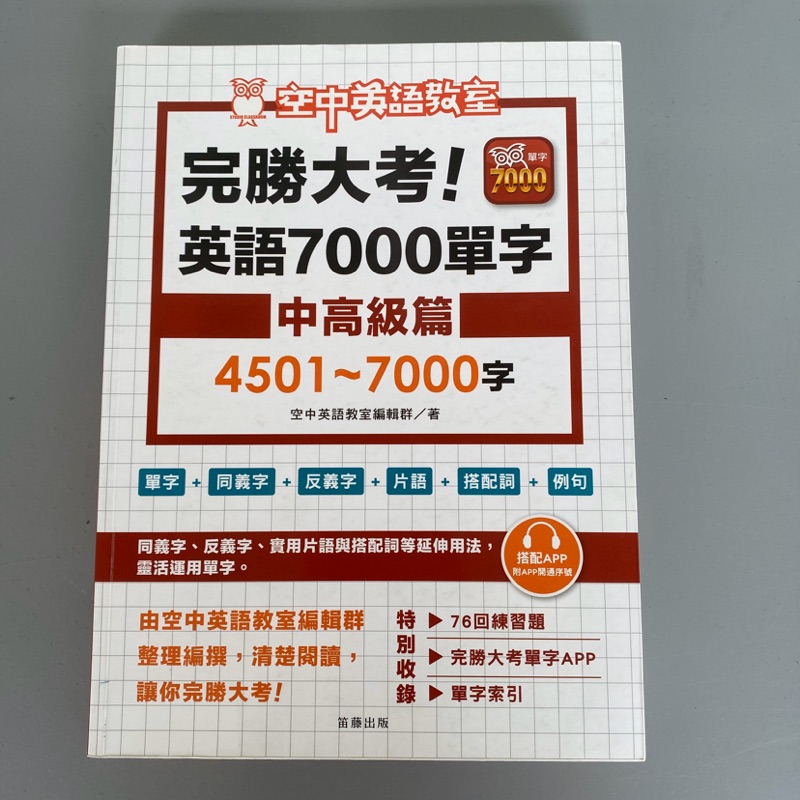 STUDIO CLASSROOM
空中英語教室
完勝大考!
單字
7000
英語7000單字
中高級篇
4501~7000字
空中英語教室編輯群／著
單字 + 同義字 + 反義字 + 片語 + 搭配詞 + 例句
同義字、反義字、實用片語與搭配詞等延伸用法，
靈活運用單字。
搭配APP
附APP開通序號
由空中英語教室編輯群
整理編撰，清楚閱讀，
讓你完勝大考!
特別收錄
▶ 76回練習題
▶ 完勝大考單字APP
▶ 單字索引
笛藤出版